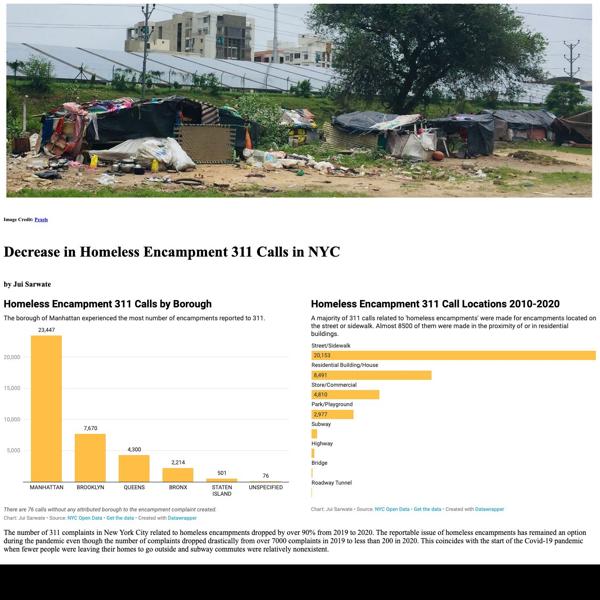 Image Credit: Pexels
Decrease in Homeless Encampment 311 Calls in NYC
by Jui Sarwate
Homeless Encampment 311 Calls by Borough
The borough of Manhattan experienced the most number of encampments reported to 311.
23,447
20,000
15,000
10,000
7,670
5,000
4,300
2,214
501
76
MANHATTAN
BROOKLYN
QUEENS
BRONX
STATEN
ISLAND
UNSPECIFIED
There are 76 calls without any attributed borough to the encampment complaint created.
Chart: Jui Sarwate • Source: NYC Open Data • Get the data • Created with Datawrapper
Homeless Encampment 311 Call Locations 2010-2020
A majority of 311 calls related to 'homeless encampments' were made for encampments located
on the street or sidewalk. Almost 8500 of them were made in the proximity of or in residential
buildings.
Street/Sidewalk
20,153
Residential Building/House
8,491
Store/Commercial
4,810
Park/Playground
2,977
Subway
Highway
Bridge
Roadway Tunnel
Chart: Jui Sarwate • Source: NYC Open Data • Get the data • Created with Datawrapper
The number of 311 complaints in New York City related to homeless encampments dropped by over 90% from 2019 to 2020. The reportable issue of homeless encampments has remained an option
during the pandemic even though the number of complaints dropped drastically from over 7000 complaints in 2019 to less than 200 in 2020. This coincides with the start of the Covid-19 pandemic
when fewer people were leaving their homes to go outside and subway commutes were relatively nonexistent.